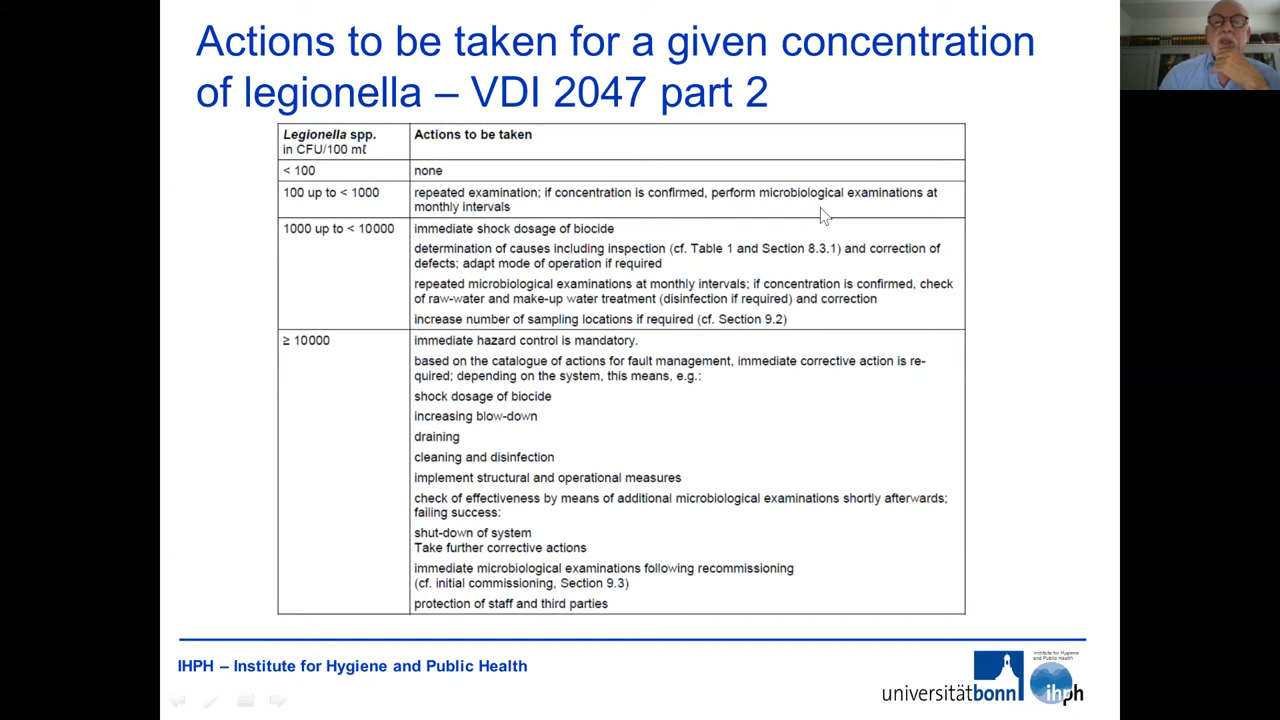 Actions to be taken for a given concentration
of legionella – VDI 2047 part 2
Legionella spp.
in CFU/100 mℓ
Actions to be taken
< 100
none
100 up to < 1000
repeated examination; if concentration is confirmed, perform microbiological examinations at
monthly intervals
1000 up to < 10000
immediate shock dosage of biocide
determination of causes including inspection (cf. Table 1 and Section 8.3.1) and correction of
defects; adapt mode of operation if required
repeated microbiological examinations at monthly intervals; if concentration is confirmed, check
of raw-water and make-up water treatment (disinfection if required) and correction
increase number of sampling locations if required (cf. Section 9.2)
≥ 10000
immediate hazard control is mandatory.
based on the catalogue of actions for fault management, immediate corrective action is re-
quired; depending on the system, this means, e.g.:
shock dosage of biocide
increasing blow-down
draining
cleaning and disinfection
implement structural and operational measures
check of effectiveness by means of additional microbiological examinations shortly afterwards;
failing success:
shut-down of system
Take further corrective actions
immediate microbiological examinations following recommissioning
(cf. initial commissioning, Section 9.3)
protection of staff and third parties
IHPH – Institute for Hygiene and Public Health
universitätbonn
Institute for Hygiene
and Public Health
ihph